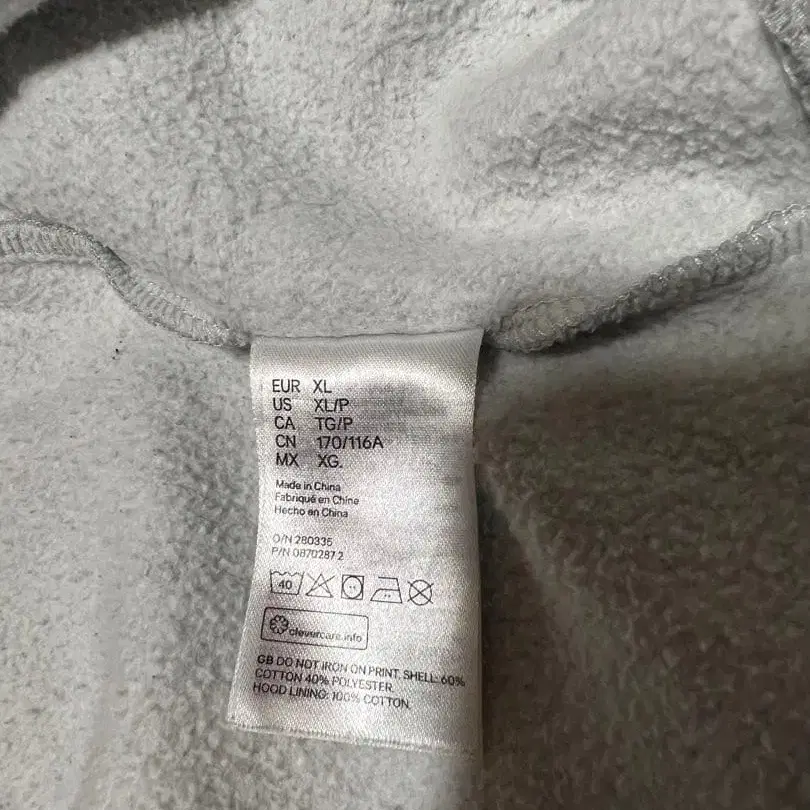 EUR XL
US XL/P
CA TG/P
CN 170/116A
MX XG.
Made in China
Fabriqué en Chine
Hecho en China
O/N 280335
P/N 0870287 2
40
clevercare.info
GB DO NOT IRON ON PRINT. SHELL: 60%
COTTON 40% POLYESTER.
HOOD LINING: 100% COTTON.